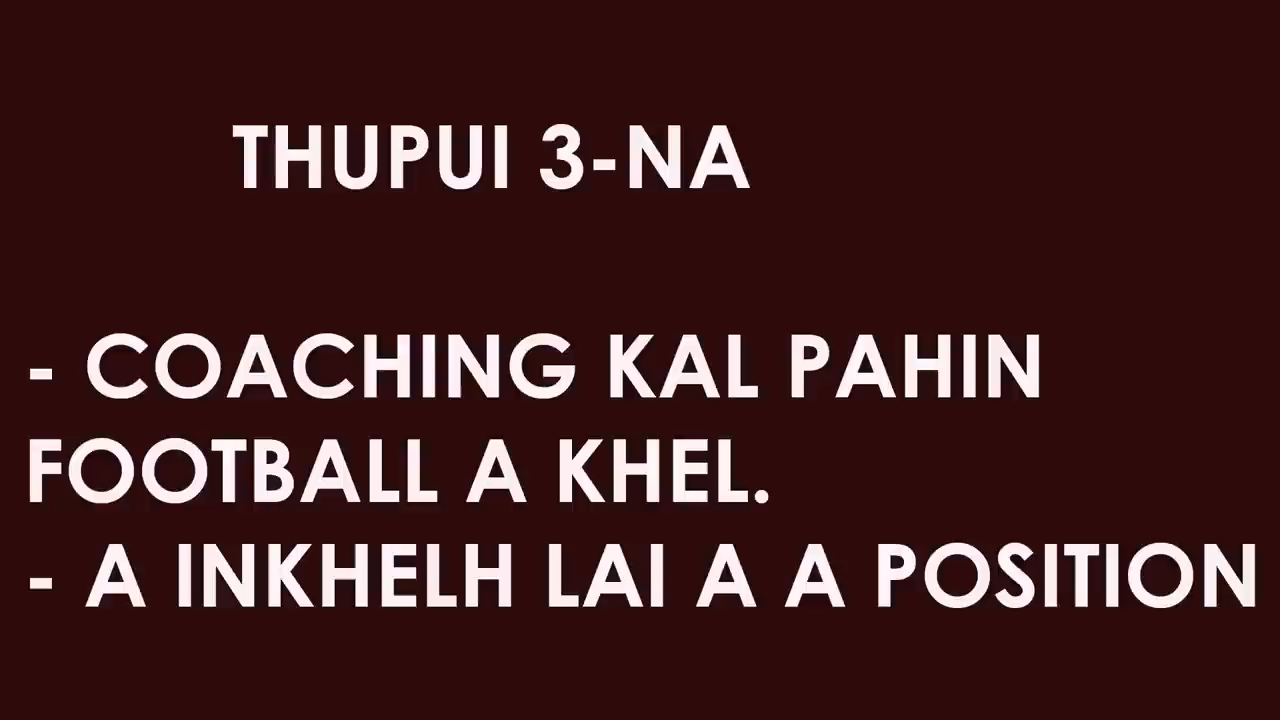 THUPUI 3-NA
- COACHING KAL PAHIN
FOOTBALL A KHEL.
- A INKHELH LAI A A POSITION